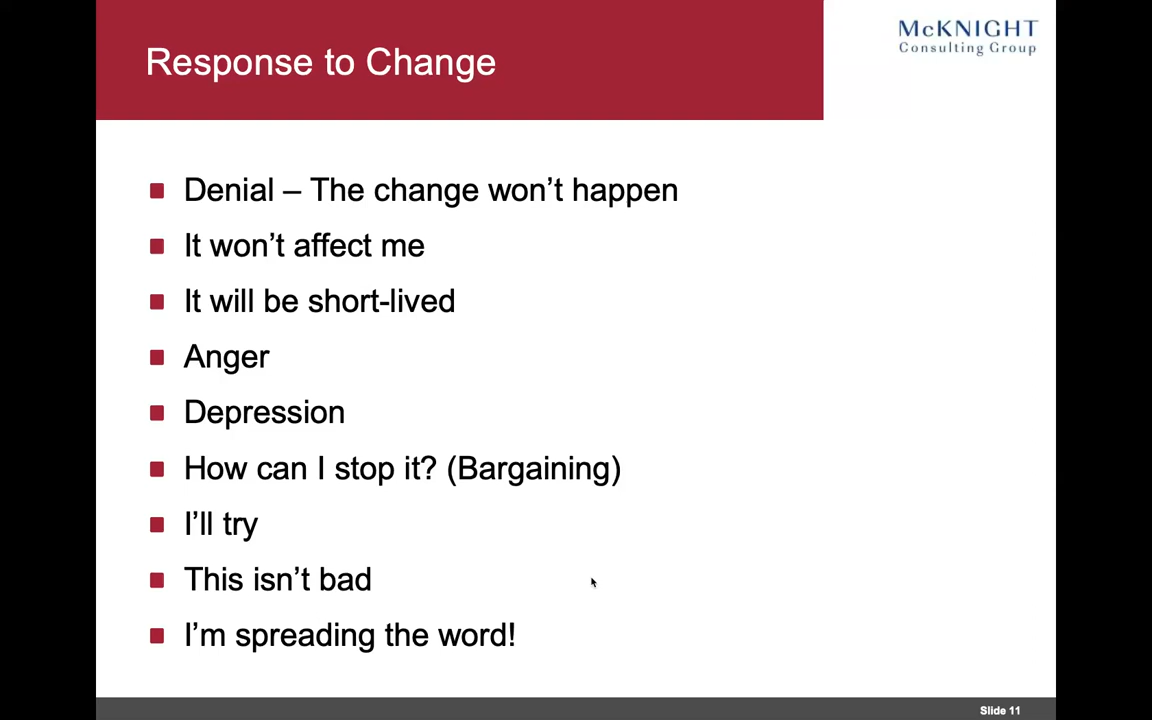 Response to Change
McKNIGHT
Consulting Group
Denial – The change won’t happen
It won’t affect me
It will be short-lived
Anger
Depression
How can I stop it? (Bargaining)
I’ll try
This isn’t bad
I’m spreading the word!
Slide 11